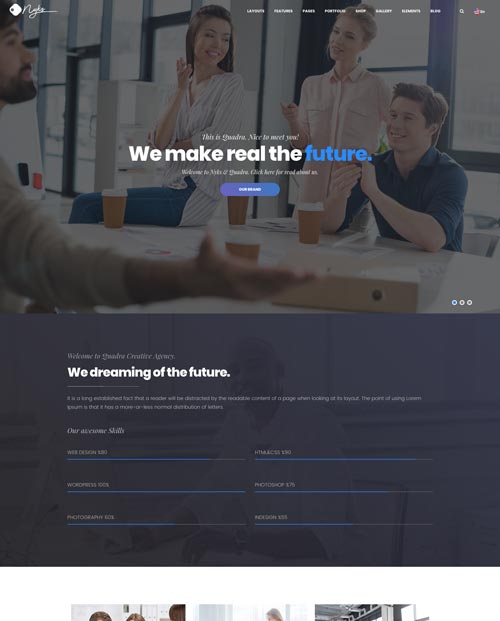 Nyks
LAYOUTS FEATURES PAGES PORTFOLIO SHOP GALLERY ELEMENTS BLOG
This is Quadra. Nice to meet you!
We make real the future.
Welcome to Nyks & Quadra. Click here for read about us.
OUR BRAND
Welcome to Quadra Creative Agency.
We dreaming of the future.
It is a long established fact that a reader will be distracted by the readable content of a page when looking at its layout. The point of using Lorem
Ipsum is that it has a more-or-less normal distribution of letters.
Our awesome Skills
WEB DESIGN %80 HTML&CSS %90
WORDPRESS 100% PHOTOSHOP %75
PHOTOGRAPHY 60% INDESIGN %55